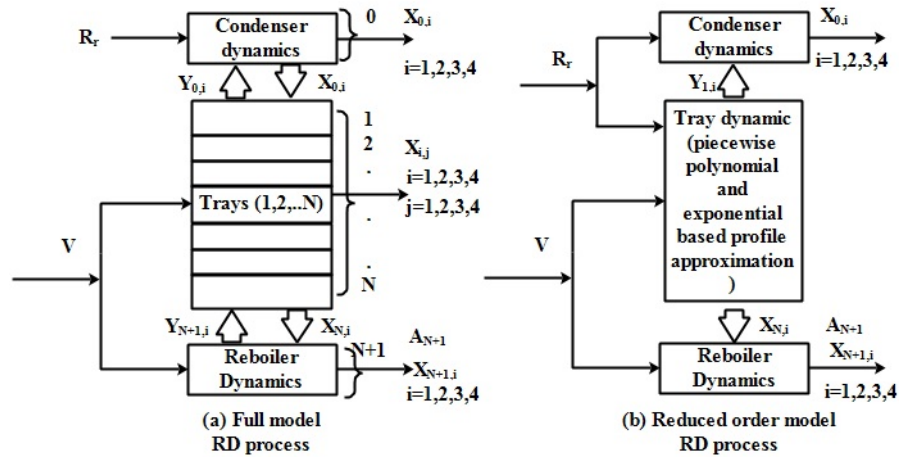 Condenser
dynamics
0
X0,i
Rr
i=1,2,3,4
Y0,i
X0,i
1
2
.
Xi,j
i=1,2,3,4
Trays (1,2,..N)
j=1,2,3,4
.
V
.
N
YN+1,i
XN,i
Reboiler
Dynamics
N+1
AN+1
XN+1,i
i=1,2,3,4
(a) Full model
RD process
Condenser
dynamics
X0,i
i=1,2,3,4
Rr
Y1,i
Tray dynamic
(piecewise
polynomial
and
exponential
based profile
approximation
)
V
XN,i
AN+1
Reboiler
Dynamics
XN+1,i
i=1,2,3,4
(b) Reduced order model
RD process